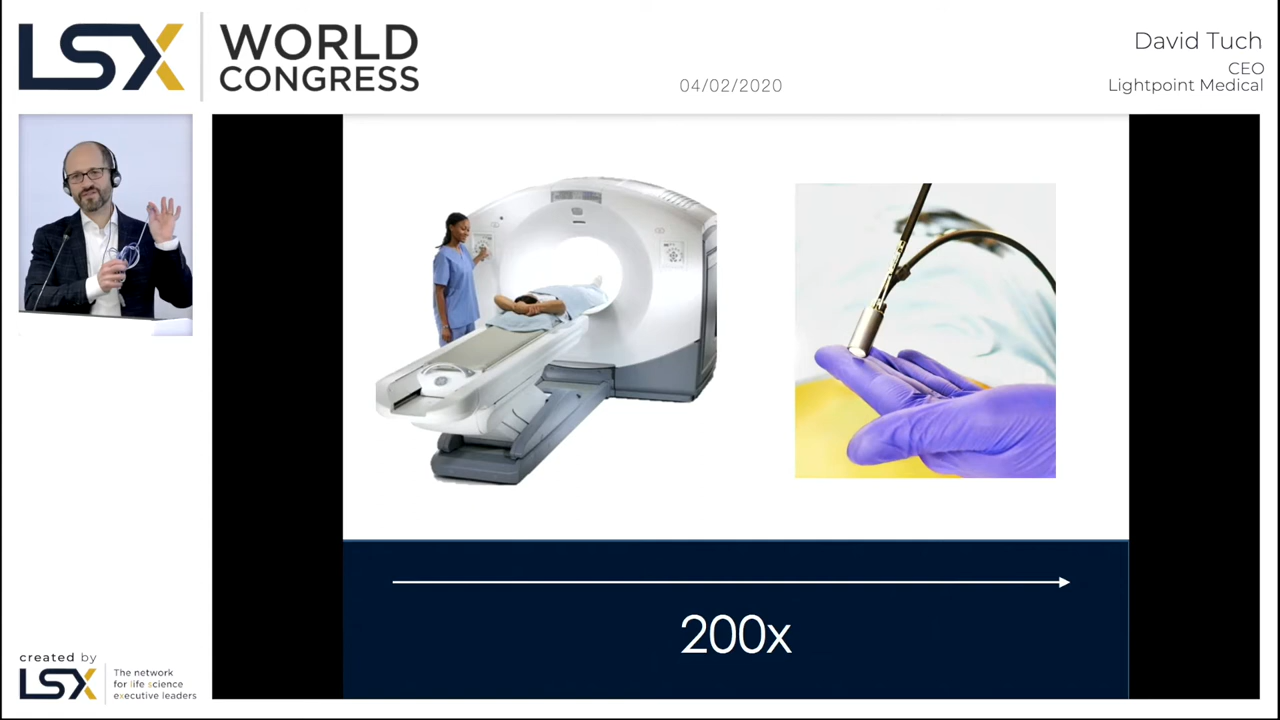 LSX WORLD CONGRESS
04/02/2020
David Tuch
CEO
Lightpoint Medical
200x
created by
LSX
The network
for life science
executive leaders